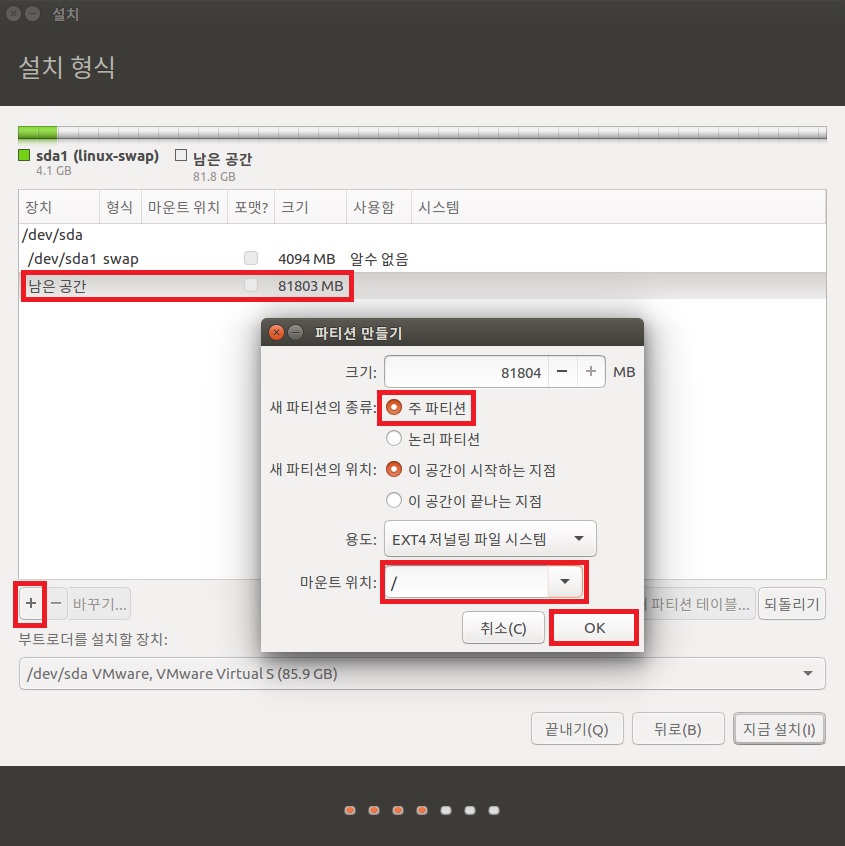 설치
설치 형식
sda1 (linux-swap)
4.1 GB
남은 공간
81.8 GB
장치 형식 마운트 위치 포맷? 크기 사용함 시스템
/dev/sda
/dev/sda1 swap 4094 MB 알수 없음
남은 공간 81803 MB
파티션 만들기
크기: 81804 − + MB
새 파티션의 종류: 주 파티션
논리 파티션
새 파티션의 위치: 이 공간이 시작하는 지점
이 공간이 끝나는 지점
용도: EXT4 저널링 파일 시스템
마운트 위치: /
취소(C) OK
+ − 바꾸기... 파티션 테이블... 되돌리기
부트로더를 설치할 장치:
/dev/sda VMware, VMware Virtual S (85.9 GB)
끝내기(Q) 뒤로(B) 지금 설치(I)